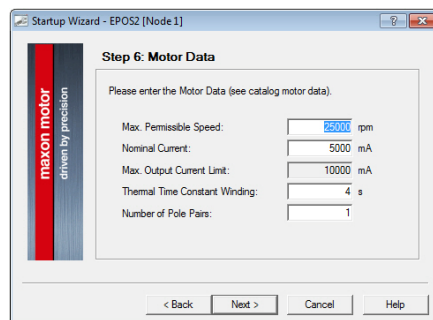 Startup Wizard - EPOS2 [Node 1]
Step 6: Motor Data
maxon motor
driven by precision
Please enter the Motor Data (see catalog motor data).
Max. Permissible Speed: 25000 rpm
Nominal Current: 5000 mA
Max. Output Current Limit: 10000 mA
Thermal Time Constant Winding: 4 s
Number of Pole Pairs: 1
< Back Next > Cancel Help